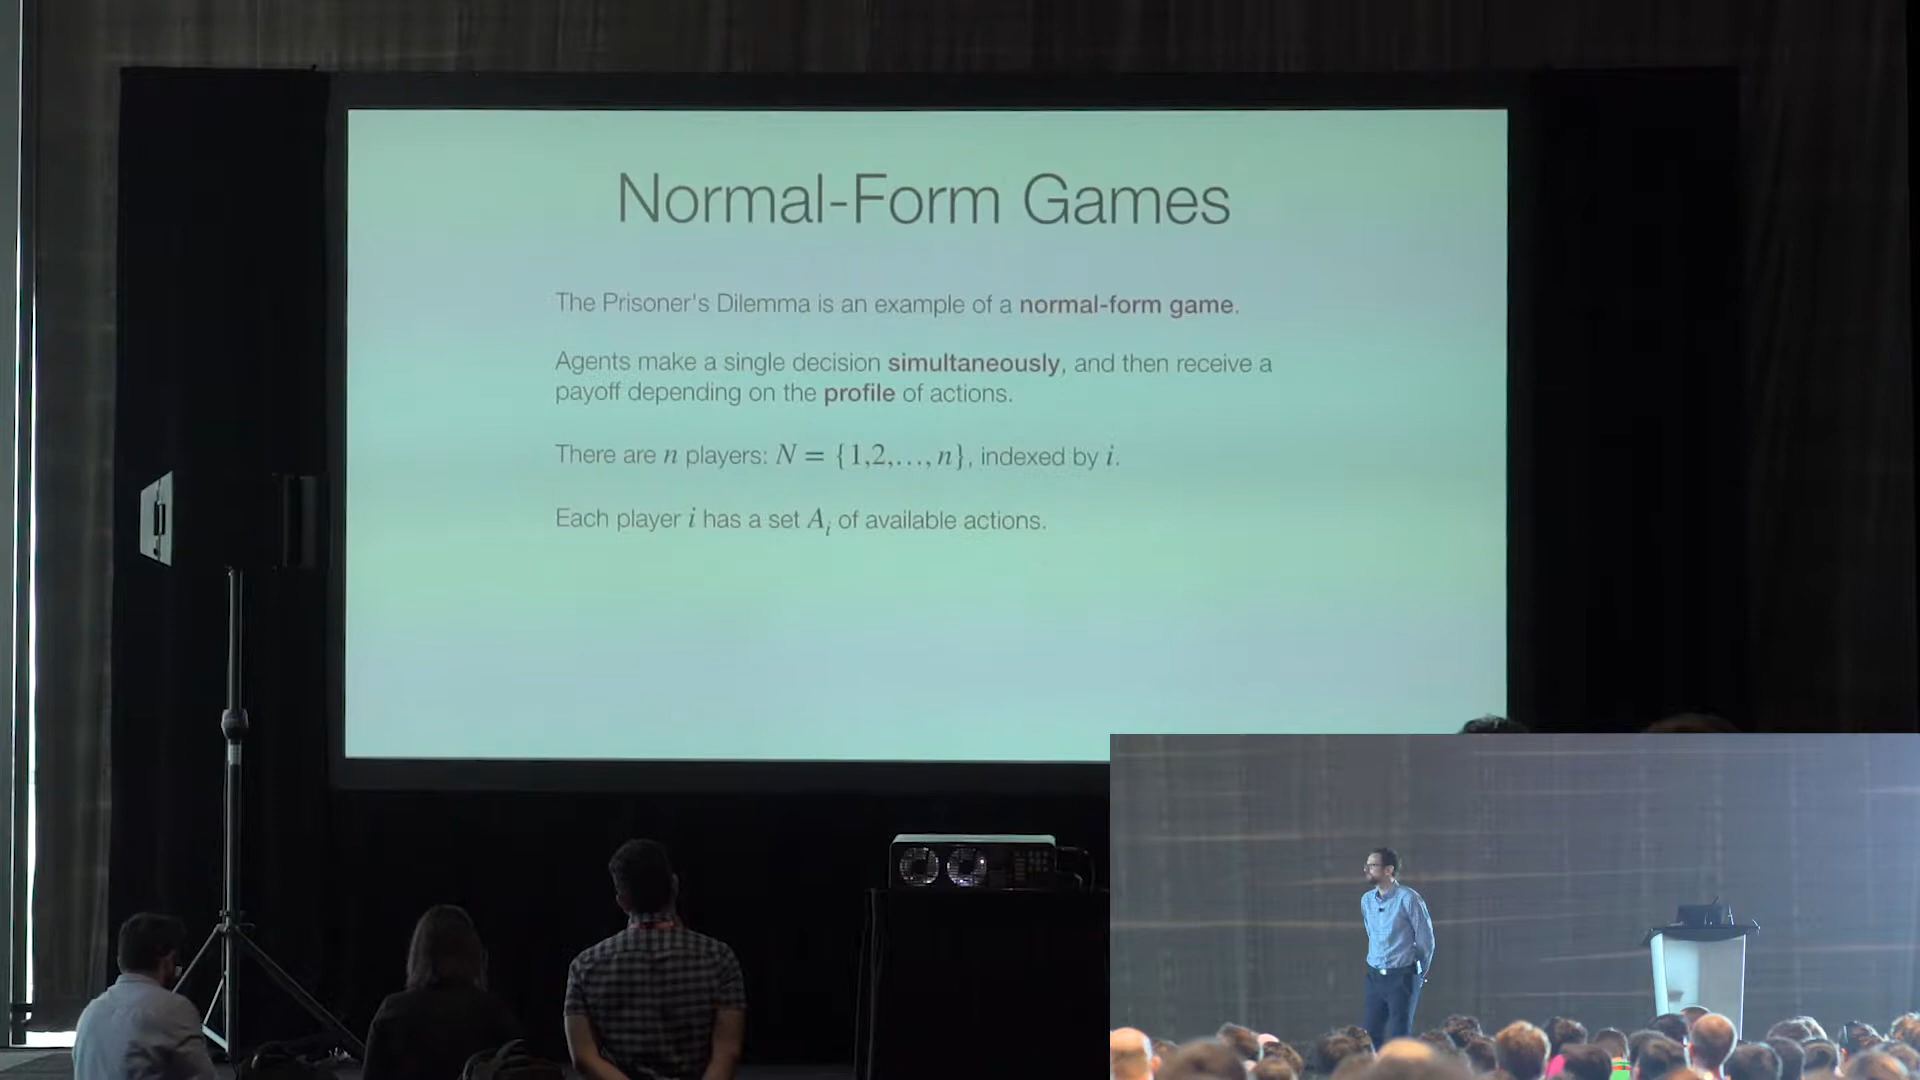 Normal-Form Games
The Prisoner's Dilemma is an example of a normal-form game.
Agents make a single decision simultaneously, and then receive a
payoff depending on the profile of actions.
There are n players: N = {1,2,…, n}, indexed by i.
Each player i has a set Aᵢ of available actions.